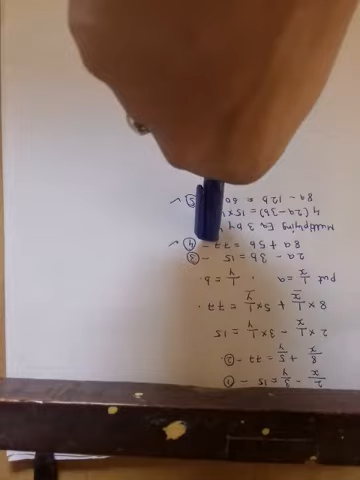 2/x - 3/y = 15 - ①
8/x + 5/y = 77 - ②
2 × 1/x - 3 × 1/y = 15
8 × 1/x + 5 × 1/y = 77.
Put 1/x = a , 1/y = b.
2a - 3b = 15 - ③
8a + 5b = 77 - ④ ✓
Multiplying Eq 3 by 4
4 (2a - 3b) = 15 ×
8a - 12b = 60 ⑤ ✓